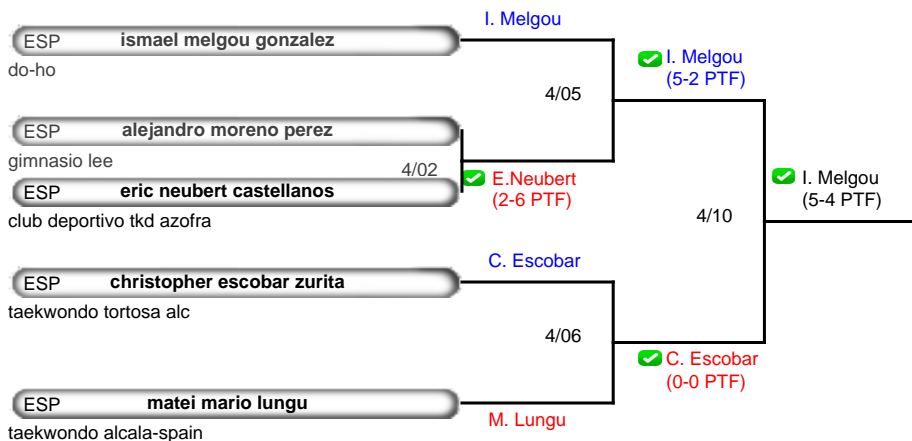 I. Melgou
ESP ismael melgou gonzalez
do-ho
I. Melgou
(5-2 PTF)
4/05
ESP alejandro moreno perez
gimnasio lee
4/02
E.Neubert
(2-6 PTF)
ESP eric neubert castellanos
club deportivo tkd azofra
I. Melgou
(5-4 PTF)
4/10
C. Escobar
ESP christopher escobar zurita
taekwondo tortosa alc
4/06
C. Escobar
(0-0 PTF)
ESP matei mario lungu
M. Lungu
taekwondo alcala-spain